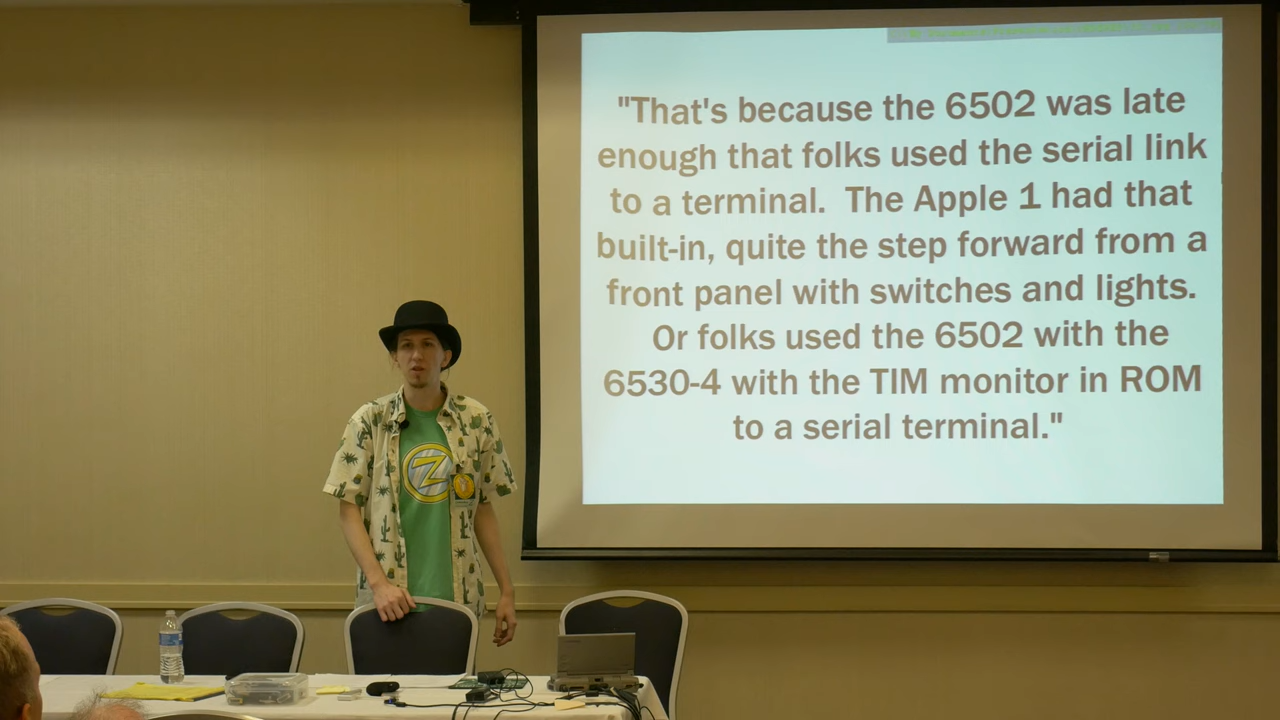 "That's because the 6502 was late
enough that folks used the serial link
to a terminal.  The Apple 1 had that
built-in, quite the step forward from a
front panel with switches and lights.
Or folks used the 6502 with the
6530-4 with the TIM monitor in ROM
to a serial terminal."
Z